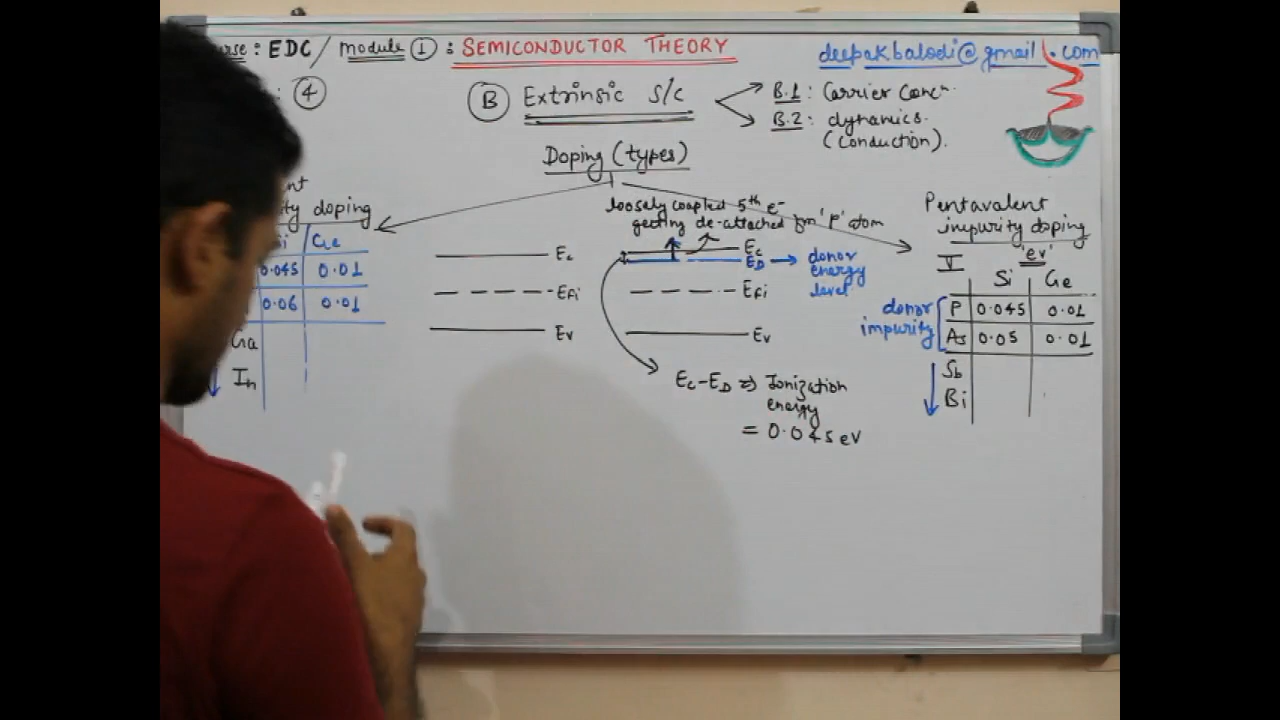 rse: EDC/ Module ①: SEMICONDUCTOR THEORY
deepakbalodi@gmail.com
: ④
Ⓑ Extrinsic S/C
B.1: Carrier Concn.
B.2: dynamics.
(Conduction).
Doping (types)
nt
ty doping
i Ge
0.045 0.01
0.06 0.01
Ga
In
Ec
Efi
Ev
loosely coupled 5th e-
getting de-attached fm 'P' atom
Ec
ED → donor
energy
level
Efi
Ev
Ec-ED ⇒ Ionization
energy
= 0.045 eV
Pentavalent
impurity doping
V 'ev'
Si Ge
donor
impurity
P 0.045 0.01
As 0.05 0.01
Sb
Bi